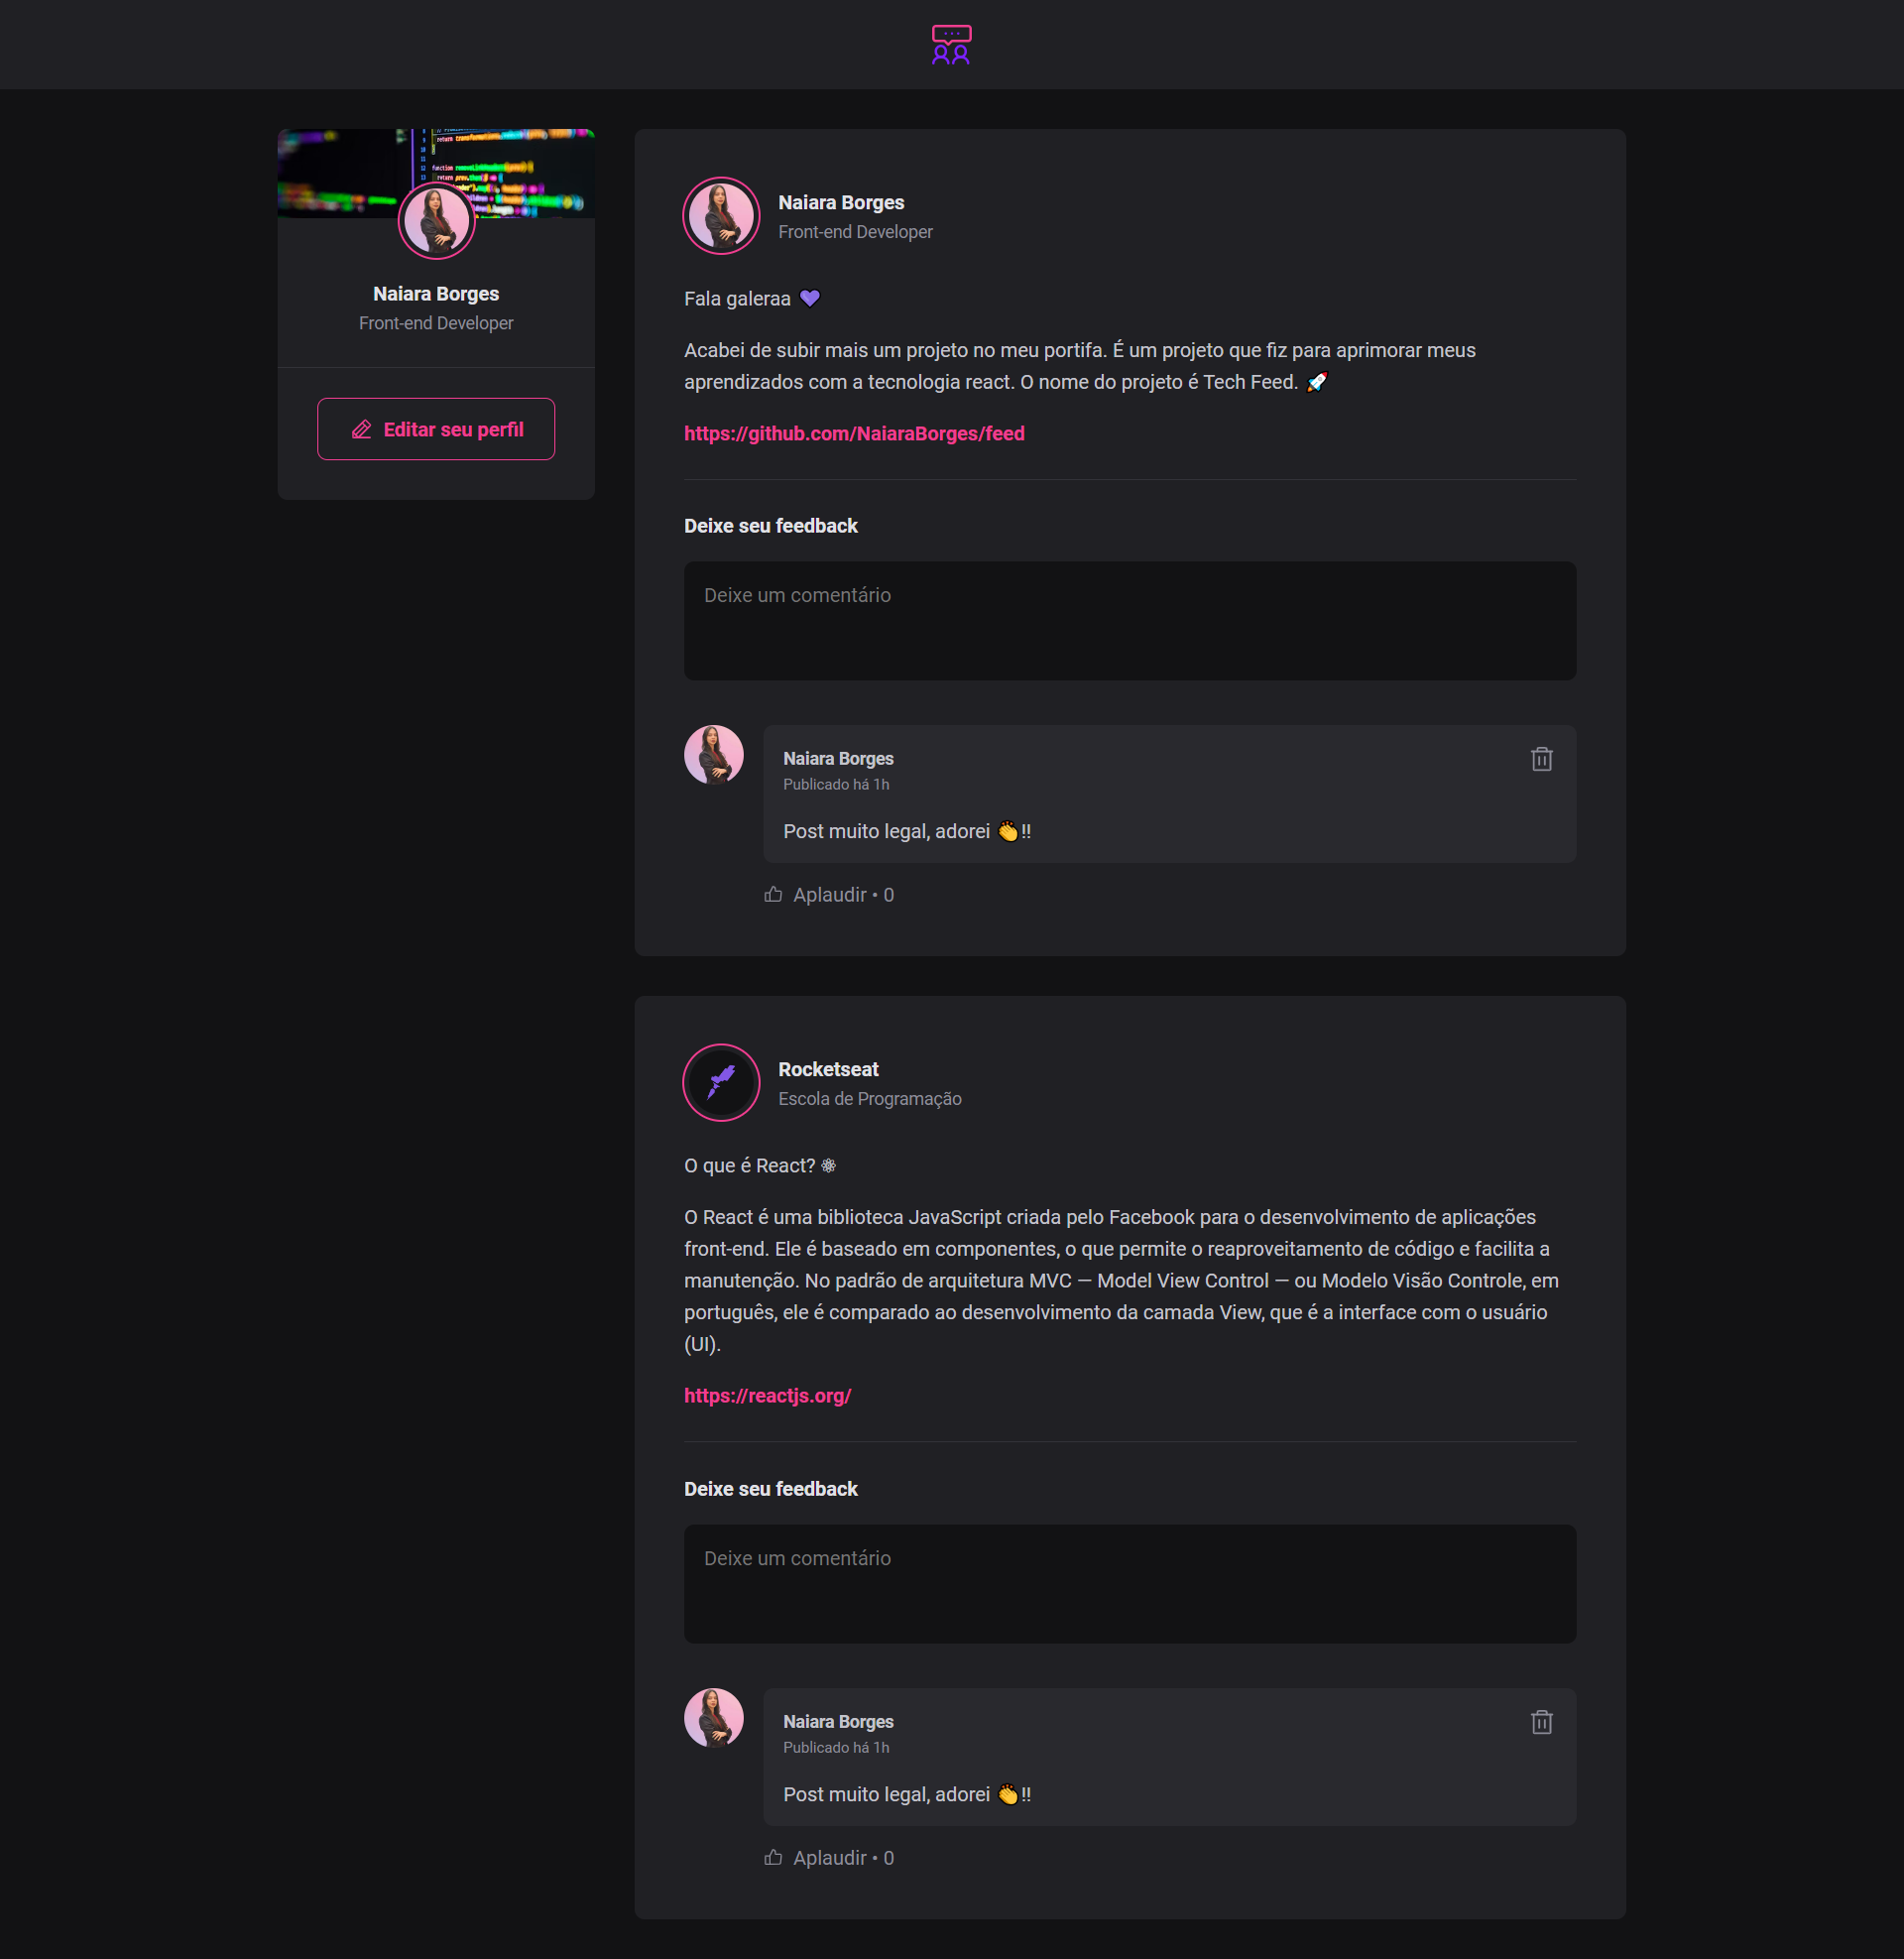 Naiara Borges
Front-end Developer
Editar seu perfil
Naiara Borges
Front-end Developer
Fala galeraa 💜
Acabei de subir mais um projeto no meu portifa. É um projeto que fiz para aprimorar meus
aprendizados com a tecnologia react. O nome do projeto é Tech Feed. 🚀
https://github.com/NaiaraBorges/feed
Deixe seu feedback
Deixe um comentário
Naiara Borges
Publicado há 1h
Post muito legal, adorei 👏!!
Aplaudir • 0
Rocketseat
Escola de Programação
O que é React? ⚛
O React é uma biblioteca JavaScript criada pelo Facebook para o desenvolvimento de aplicações
front-end. Ele é baseado em componentes, o que permite o reaproveitamento de código e facilita a
manutenção. No padrão de arquitetura MVC — Model View Control — ou Modelo Visão Controle, em
português, ele é comparado ao desenvolvimento da camada View, que é a interface com o usuário
(UI).
https://reactjs.org/
Deixe seu feedback
Deixe um comentário
Naiara Borges
Publicado há 1h
Post muito legal, adorei 👏!!
Aplaudir • 0